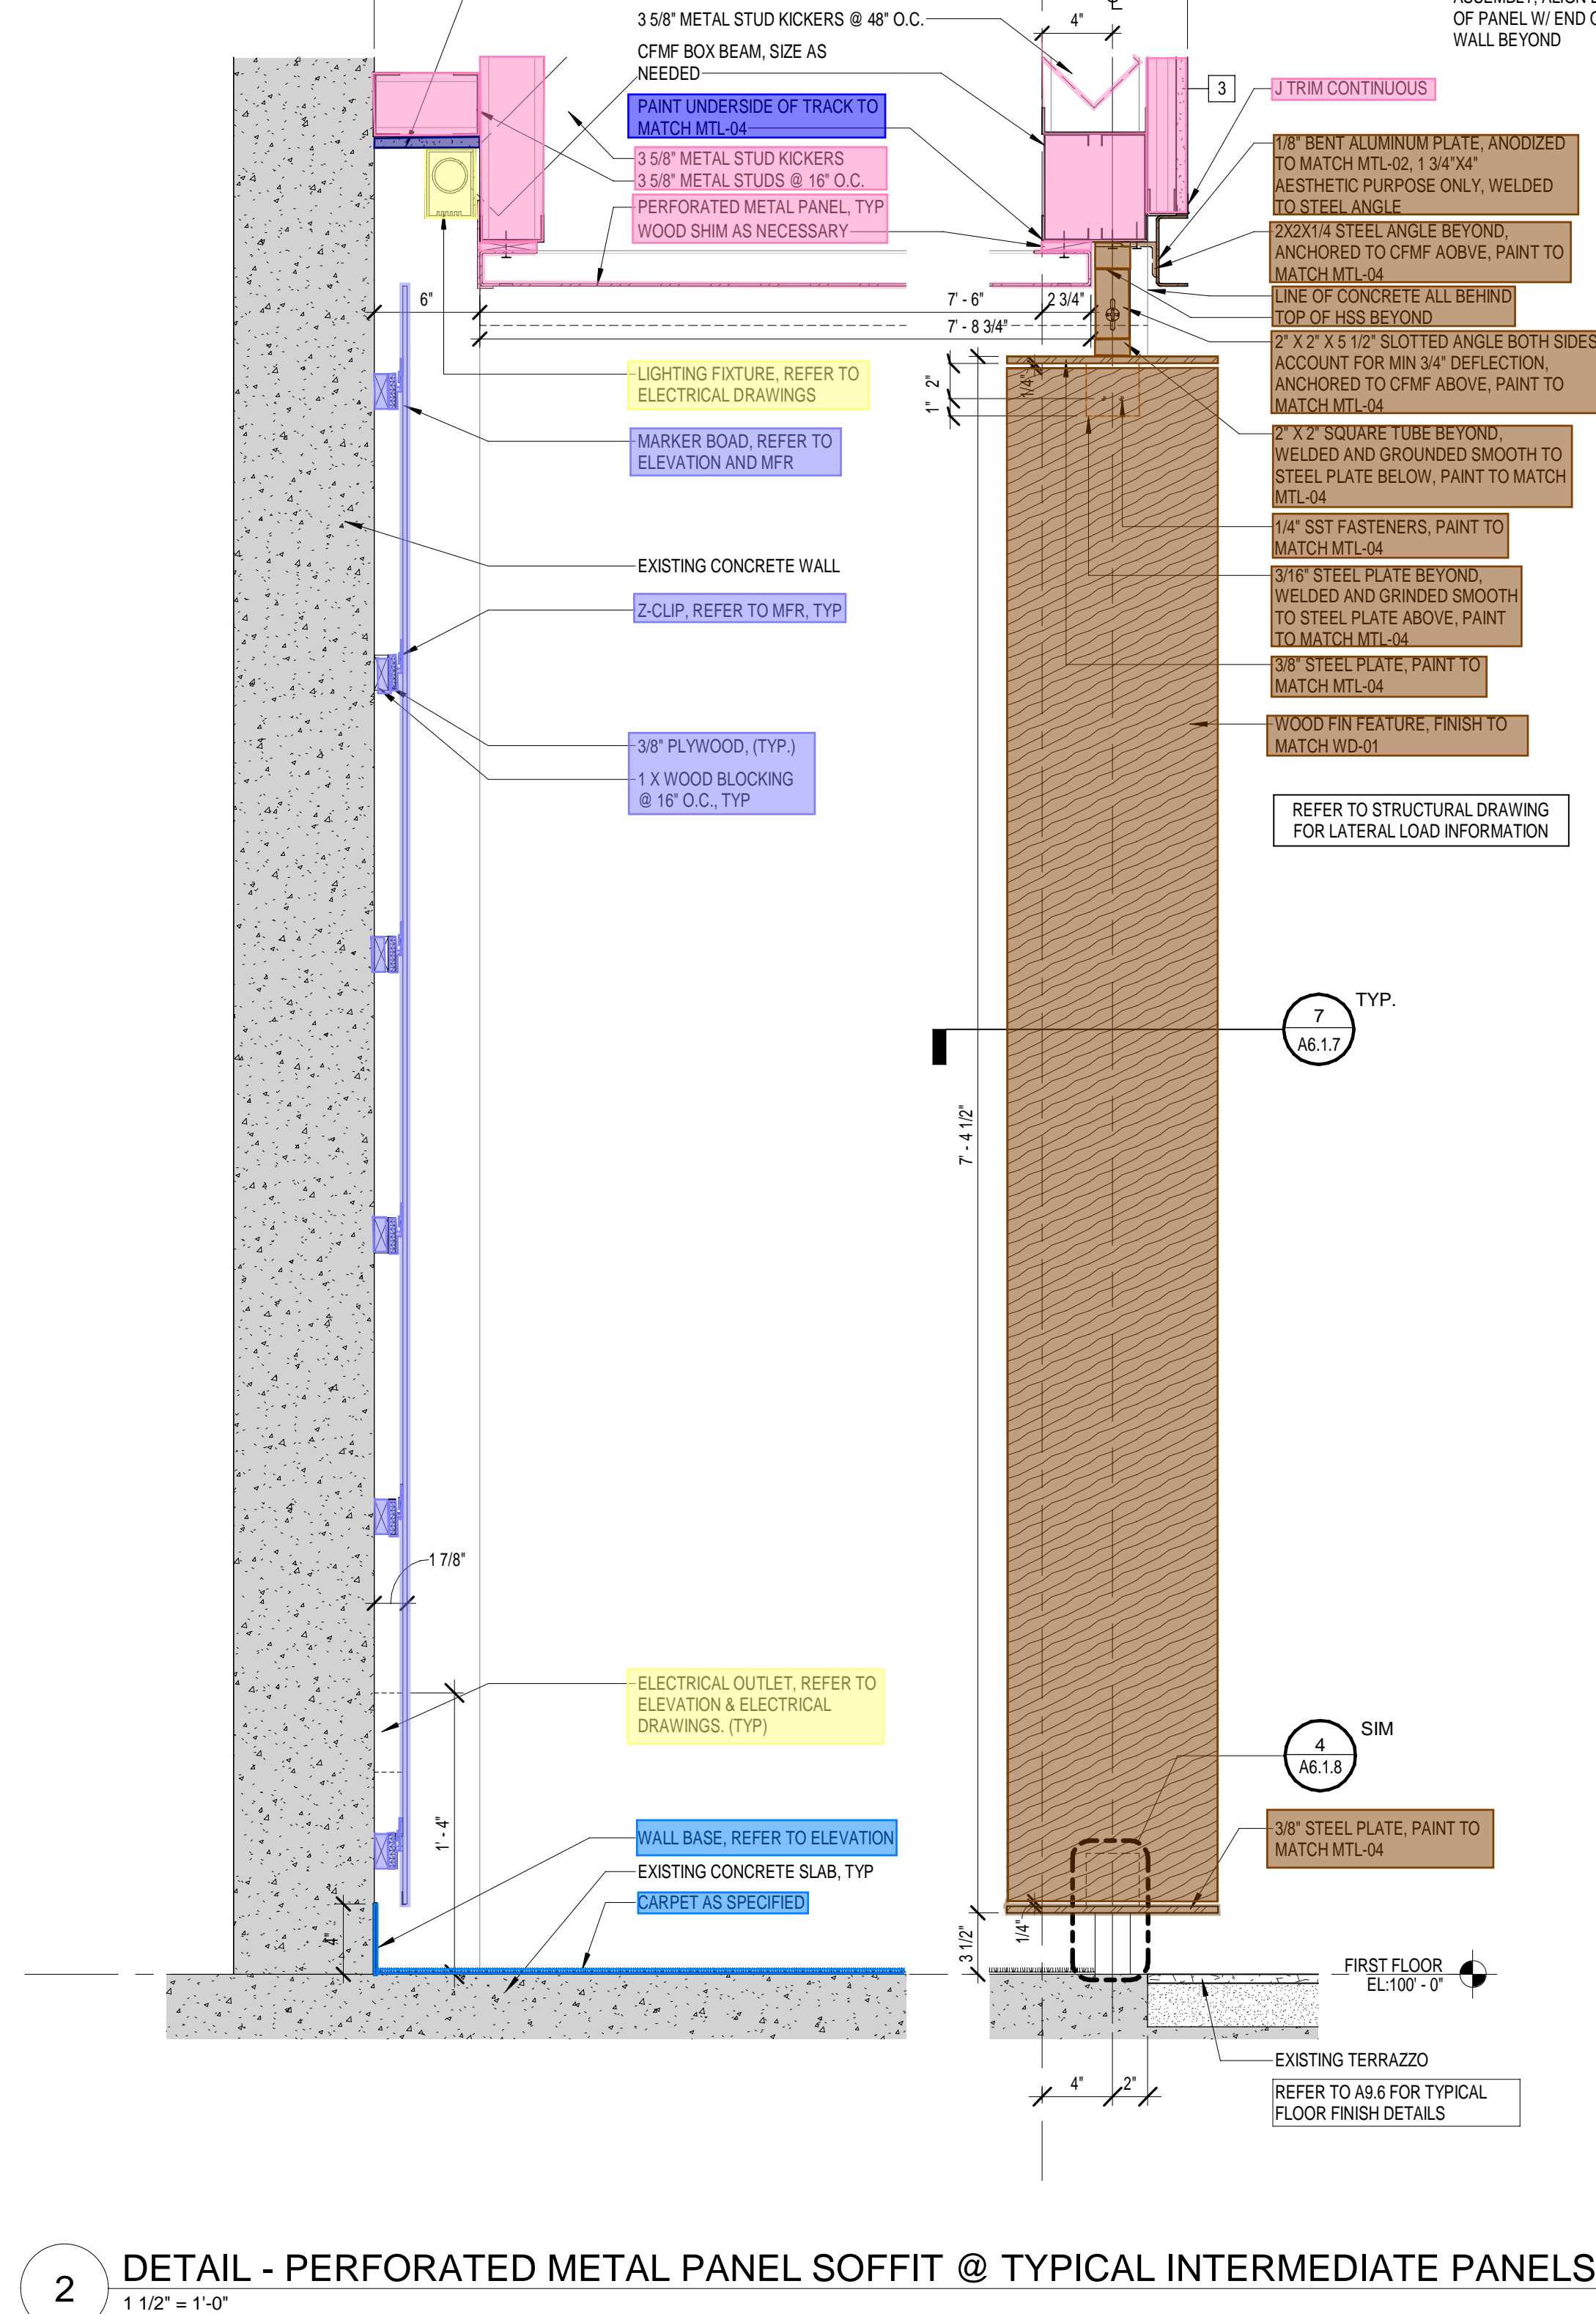 3 5/8" METAL STUD KICKERS @ 48" O.C.
CFMF BOX BEAM, SIZE AS
NEEDED
PAINT UNDERSIDE OF TRACK TO
MATCH MTL-04
3 5/8" METAL STUD KICKERS
3 5/8" METAL STUDS @ 16" O.C.
PERFORATED METAL PANEL, TYP
WOOD SHIM AS NECESSARY
4"
OF PANEL W/ END
WALL BEYOND
3
J TRIM CONTINUOUS
1/8" BENT ALUMINUM PLATE, ANODIZED
TO MATCH MTL-02, 1 3/4"X4"
AESTHETIC PURPOSE ONLY, WELDED
TO STEEL ANGLE
2X2X1/4 STEEL ANGLE BEYOND,
ANCHORED TO CFMF AOBVE, PAINT TO
MATCH MTL-04
LINE OF CONCRETE ALL BEHIND
TOP OF HSS BEYOND
2" X 2" X 5 1/2" SLOTTED ANGLE BOTH SIDES
ACCOUNT FOR MIN 3/4" DEFLECTION,
ANCHORED TO CFMF ABOVE, PAINT TO
MATCH MTL-04
2" X 2" SQUARE TUBE BEYOND,
WELDED AND GROUNDED SMOOTH TO
STEEL PLATE BELOW, PAINT TO MATCH
MTL-04
1/4" SST FASTENERS, PAINT TO
MATCH MTL-04
3/16" STEEL PLATE BEYOND,
WELDED AND GRINDED SMOOTH
TO STEEL PLATE ABOVE, PAINT
TO MATCH MTL-04
3/8" STEEL PLATE, PAINT TO
MATCH MTL-04
WOOD FIN FEATURE, FINISH TO
MATCH WD-01
REFER TO STRUCTURAL DRAWING
FOR LATERAL LOAD INFORMATION
6"
7' - 6"
2 3/4"
7' - 8 3/4"
2"
1"
1/4"
LIGHTING FIXTURE, REFER TO
ELECTRICAL DRAWINGS
MARKER BOAD, REFER TO
ELEVATION AND MFR
EXISTING CONCRETE WALL
Z-CLIP, REFER TO MFR, TYP
3/8" PLYWOOD, (TYP.)
1 X WOOD BLOCKING
@ 16" O.C., TYP
7
A6.1.7
TYP.
7' - 4 1/2"
1 7/8"
ELECTRICAL OUTLET, REFER TO
ELEVATION & ELECTRICAL
DRAWINGS. (TYP)
4
A6.1.8
SIM
1' - 4"
WALL BASE, REFER TO ELEVATION
EXISTING CONCRETE SLAB, TYP
CARPET AS SPECIFIED
3/8" STEEL PLATE, PAINT TO
MATCH MTL-04
4"
3 1/2"
1/4"
FIRST FLOOR
EL:100' - 0"
EXISTING TERRAZZO
4"
2"
REFER TO A9.6 FOR TYPICAL
FLOOR FINISH DETAILS
2
DETAIL - PERFORATED METAL PANEL SOFFIT @ TYPICAL INTERMEDIATE PANELS
1 1/2" = 1'-0"